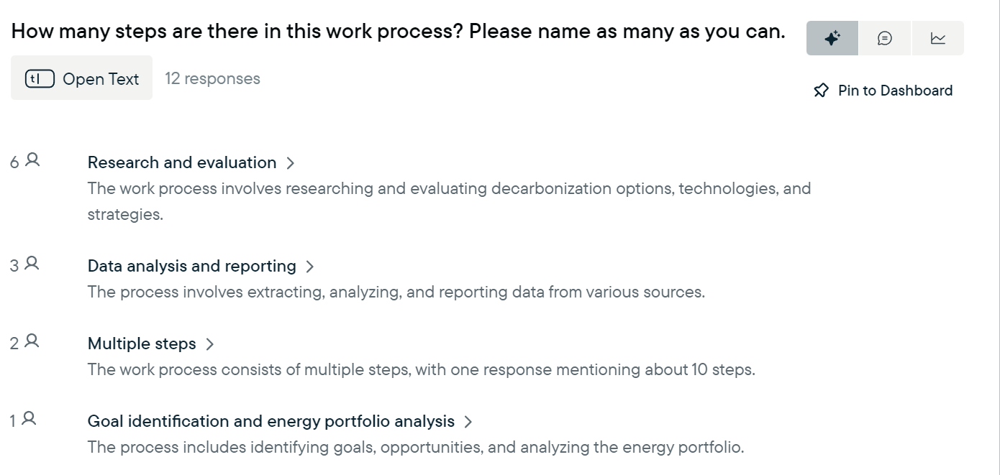 How many steps are there in this work process? Please name as many as you can.
Open Text
12 responses
Pin to Dashboard
6
Research and evaluation
The work process involves researching and evaluating decarbonization options, technologies, and
strategies.
3
Data analysis and reporting
The process involves extracting, analyzing, and reporting data from various sources.
2
Multiple steps
The work process consists of multiple steps, with one response mentioning about 10 steps.
1
Goal identification and energy portfolio analysis
The process includes identifying goals, opportunities, and analyzing the energy portfolio.